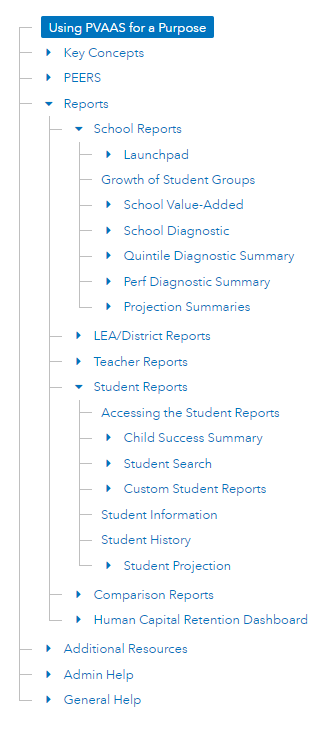 Using PVAAS for a Purpose
Key Concepts
PEERS
Reports
School Reports
Launchpad
Growth of Student Groups
School Value-Added
School Diagnostic
Quintile Diagnostic Summary
Perf Diagnostic Summary
Projection Summaries
LEA/District Reports
Teacher Reports
Student Reports
Accessing the Student Reports
Child Success Summary
Student Search
Custom Student Reports
Student Information
Student History
Student Projection
Comparison Reports
Human Capital Retention Dashboard
Additional Resources
Admin Help
General Help